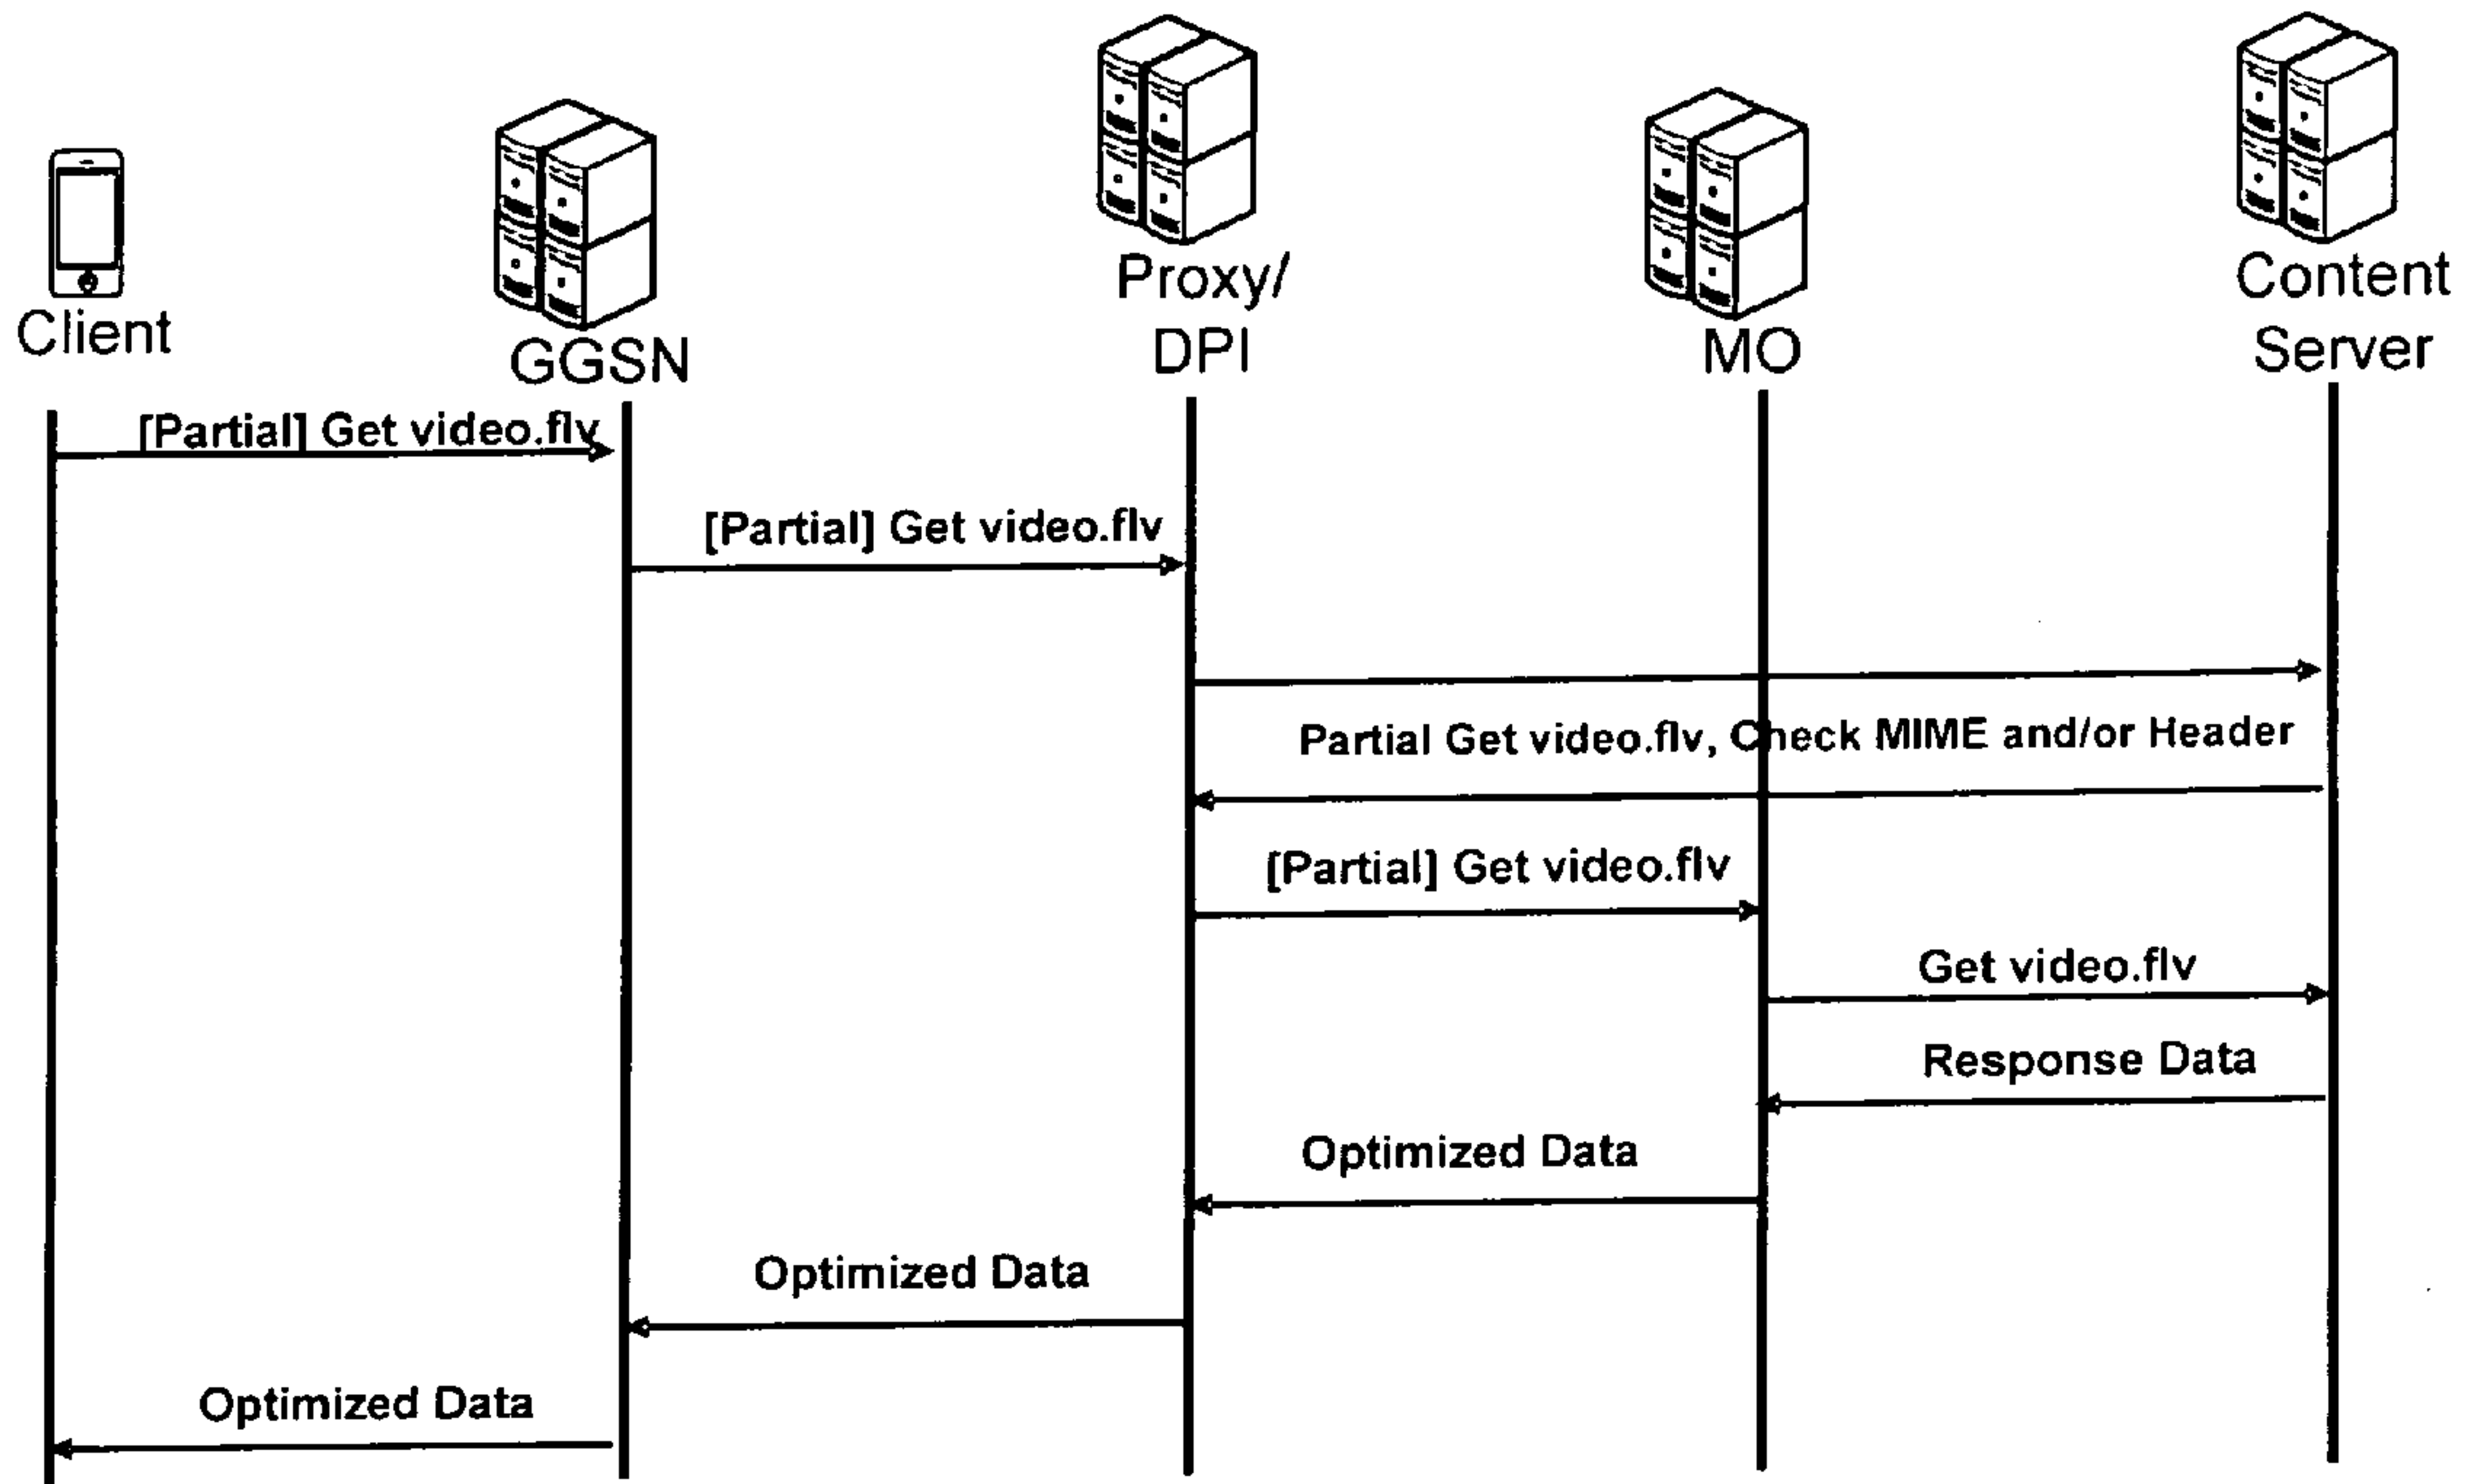 Client
GGSN
Proxy/
DPI
MO
Content
Server
[Partial] Get video.flv
[Partial] Get video.flv
Partial Get video.flv, Check MIME and/or Header
[Partial] Get video.flv
Get video.flv
Response Data
Optimized Data
Optimized Data
Optimized Data